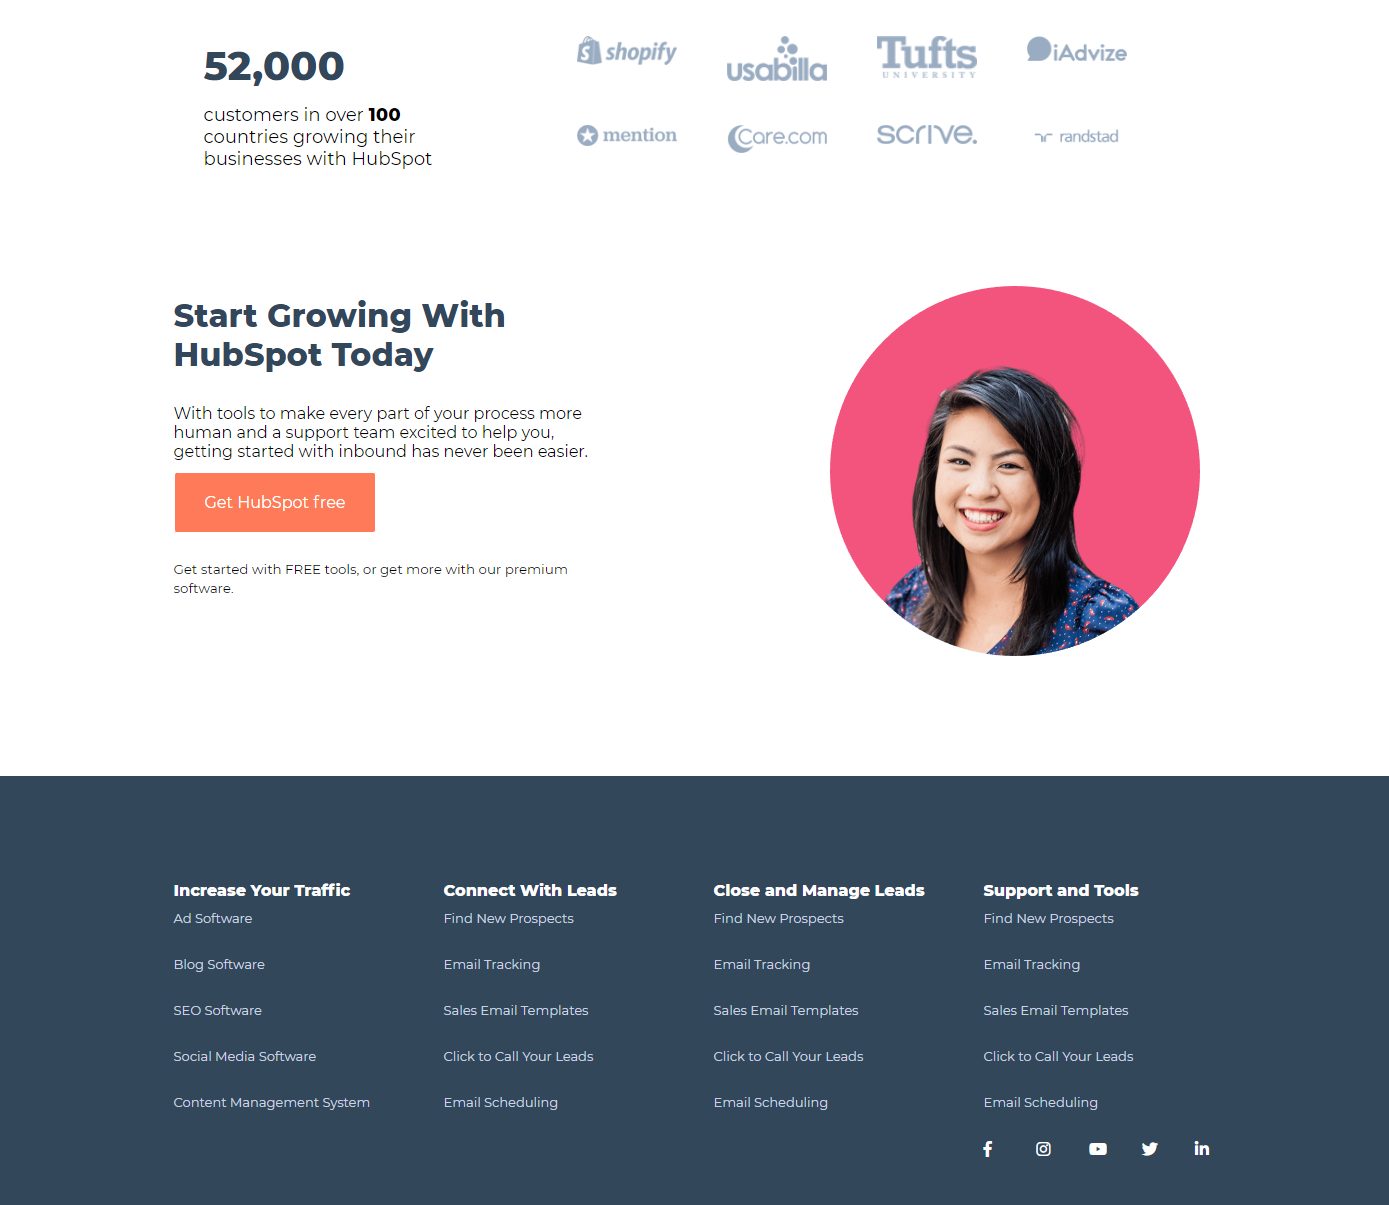 52,000
customers in over 100
countries growing their
businesses with HubSpot
shopify
usabilla
Tufts
UNIVERSITY
iAdvize
mention
Care.com
scrive.
randstad
Start Growing With
HubSpot Today
With tools to make every part of your process more
human and a support team excited to help you,
getting started with inbound has never been easier.
Get HubSpot free
Get started with FREE tools, or get more with our premium
software.
Increase Your Traffic
Ad Software
Blog Software
SEO Software
Social Media Software
Content Management System
Connect With Leads
Find New Prospects
Email Tracking
Sales Email Templates
Click to Call Your Leads
Email Scheduling
Close and Manage Leads
Find New Prospects
Email Tracking
Sales Email Templates
Click to Call Your Leads
Email Scheduling
Support and Tools
Find New Prospects
Email Tracking
Sales Email Templates
Click to Call Your Leads
Email Scheduling